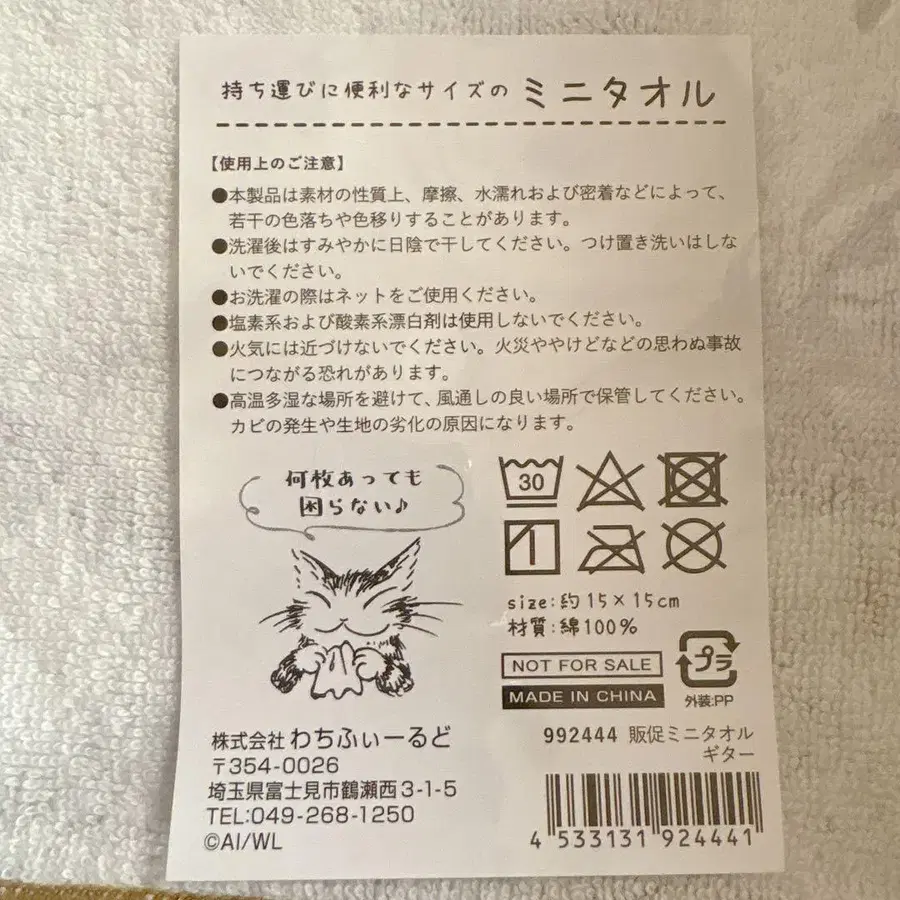 持ち運びに便利なサイズの ミニタオル
【使用上のご注意】
●本製品は素材の性質上、摩擦、水濡れおよび密着などによって、
若干の色落ちや色移りすることがあります。
●洗濯後はすみやかに日陰で干してください。つけ置き洗いはしな
いでください。
●お洗濯の際はネットをご使用ください。
●塩素系および酸素系漂白剤は使用しないでください。
●火気には近づけないでください。火災ややけどなどの思わぬ事故
につながる恐れがあります。
●高温多湿な場所を避けて、風通しの良い場所で保管してください。
カビの発生や生地の劣化の原因になります。
何枚あっても
困らない♪
30
size:約15×15cm
材質:綿100%
NOT FOR SALE
MADE IN CHINA
プラ
外装:PP
株式会社 わちふぃーるど
〒354-0026
埼玉県富士見市鶴瀬西3-1-5
TEL:049-268-1250
©AI/WL
992444 販促ミニタオル
ギター
4 533131 924441